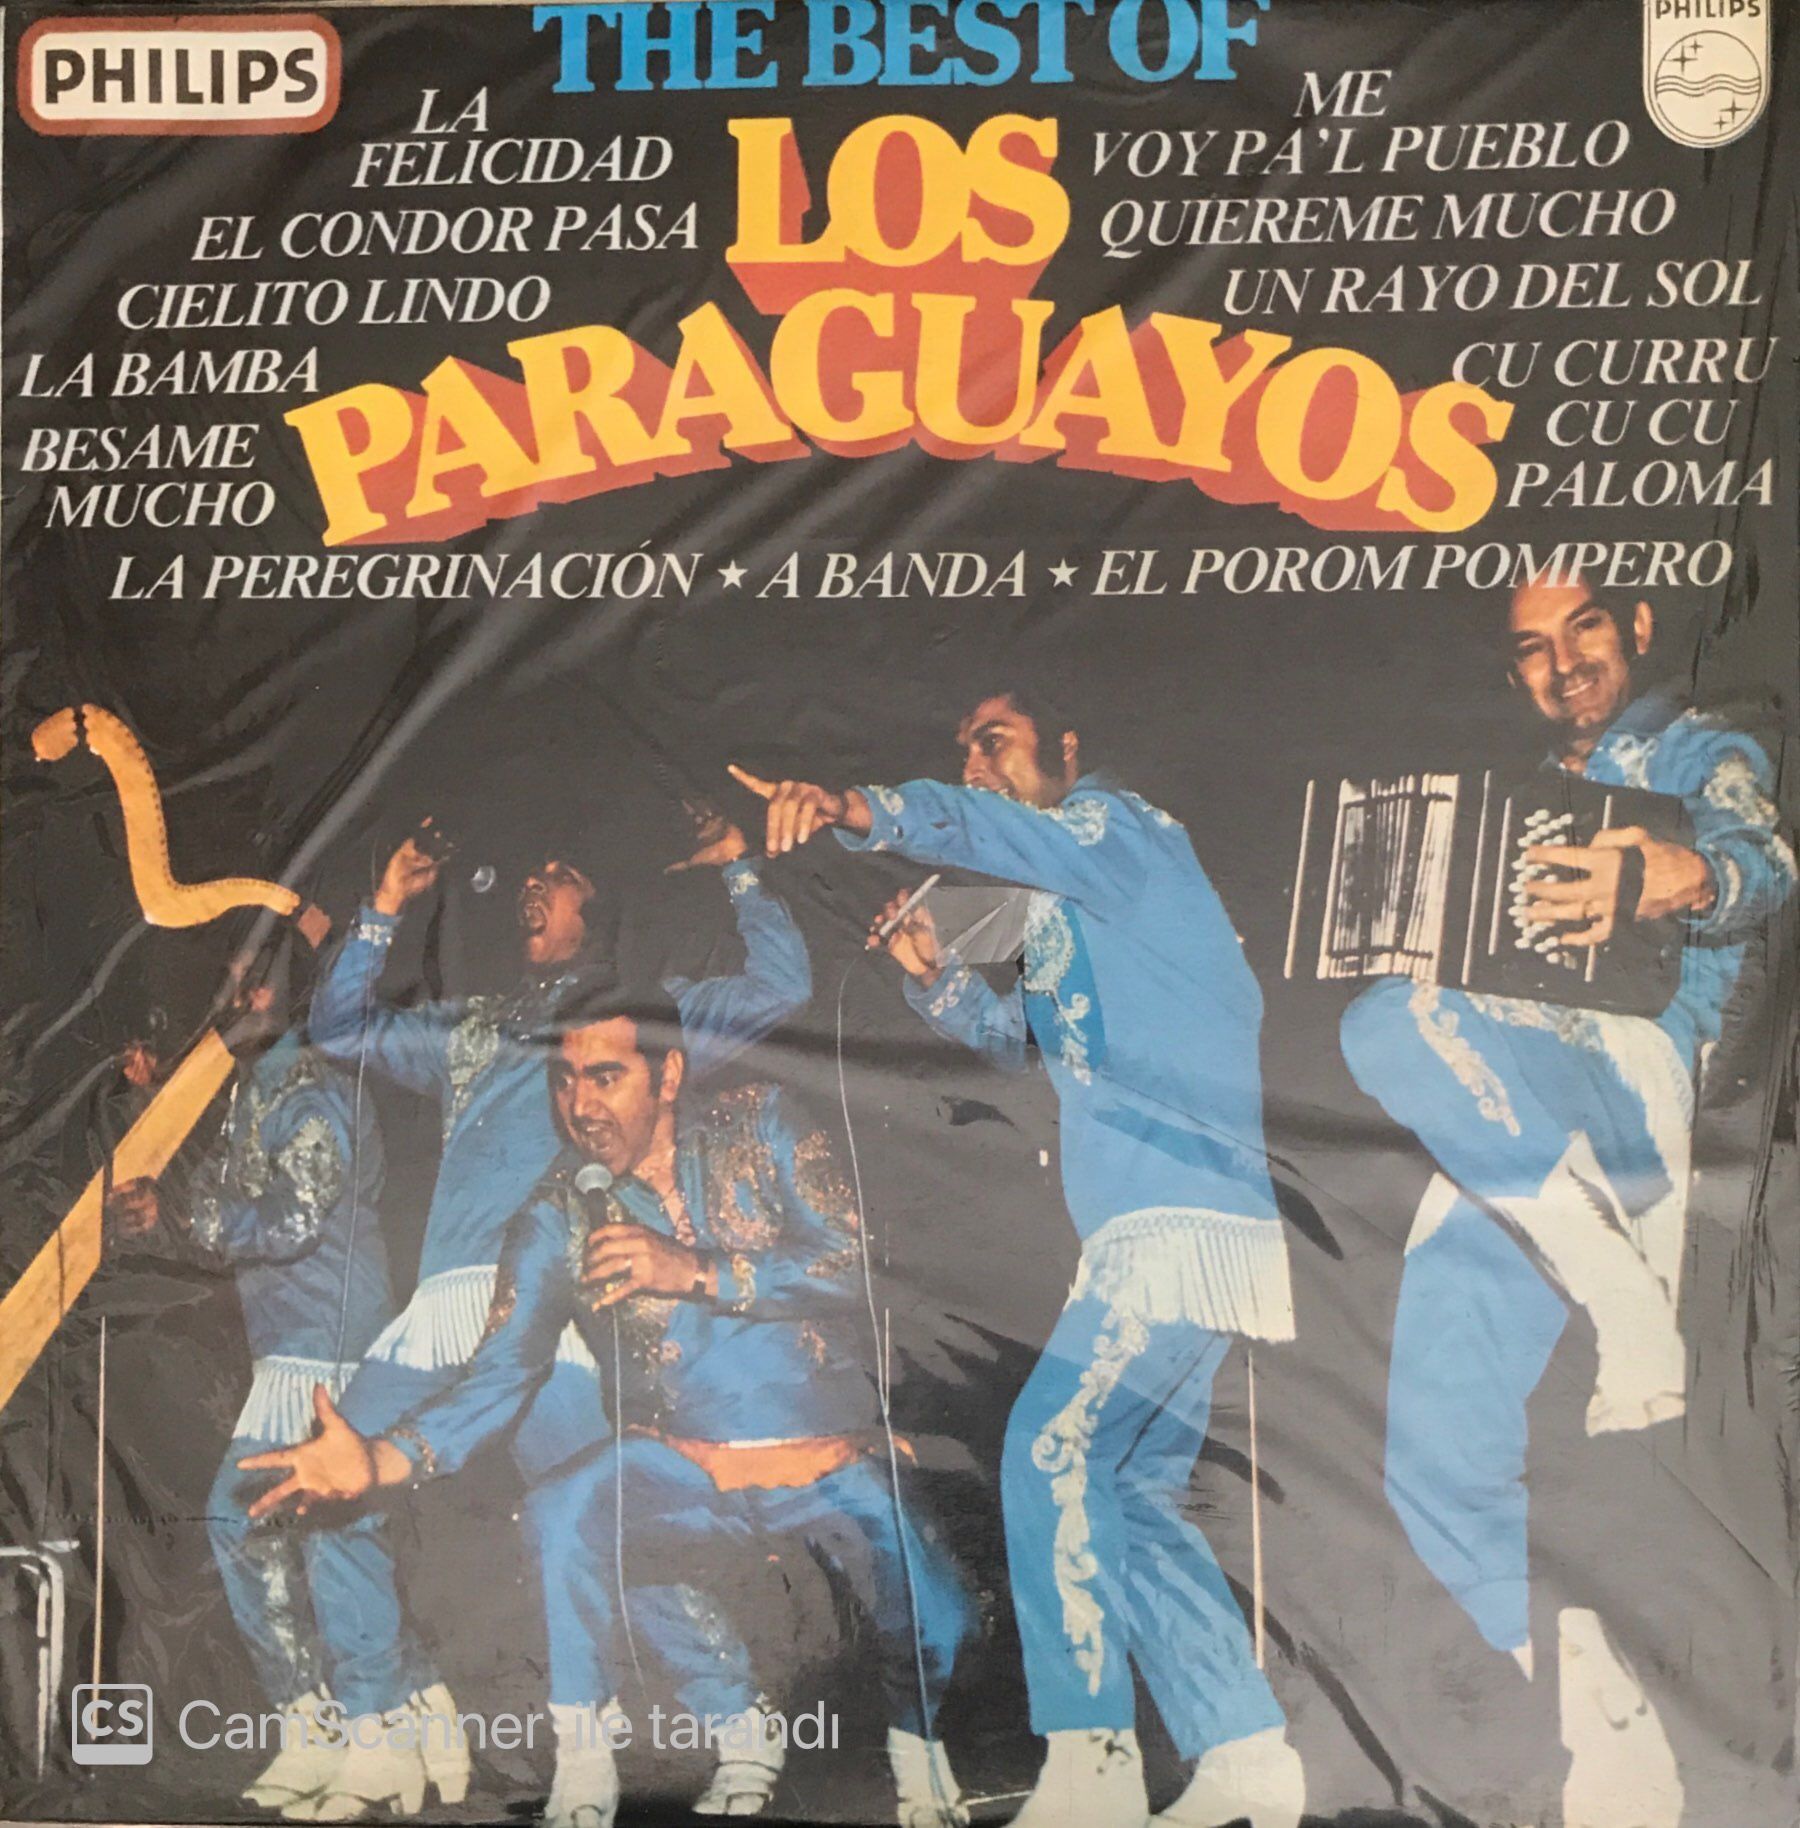 PHILIPS
THE BEST OF
PHILIPS
LOS
PARAGUAYOS
LA
FELICIDAD
EL CONDOR PASA
CIELITO LINDO
LA BAMBA
BESAME
MUCHO
ME
VOY PA'L PUEBLO
QUIEREME MUCHO
UN RAYO DEL SOL
CU CURRU
CU CU
PALOMA
LA PEREGRINACIÓN ★ A BANDA ★ EL POROM POMPERO
CS CamScanner ile tarandı